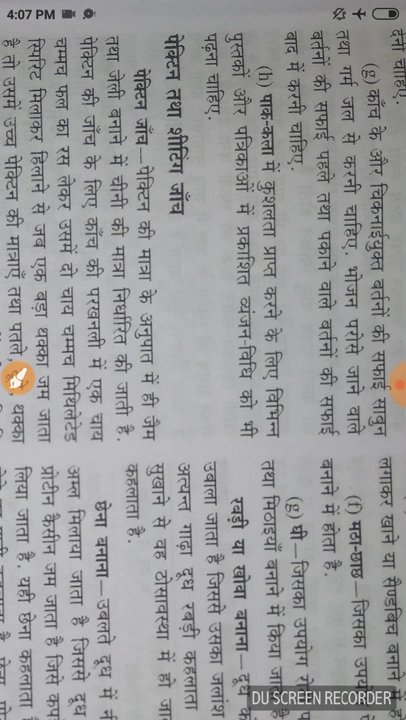 4:07 PM
देना चाहिए.
(g) काँच के और चिकनाईयुक्त बर्तनों की सफाई साबुन
तथा गर्म जल से करनी चाहिए. भोजन परोसे जाने वाले
बर्तनों की सफाई पहले तथा पकाने वाले बर्तनों की सफाई
बाद में करनी चाहिए.
(h) पाक-कला में कुशलता प्राप्त करने के लिए विभिन्न
पुस्तकों और पत्रिकाओं में प्रकाशित व्यंजन-विधि को भी
पढ़ना चाहिए.
पेक्टिन तथा शीटिंग जाँच
पेक्टिन जाँच—पेक्टिन की मात्रा के अनुपात में ही जैम
तथा जेली बनाने में चीनी की मात्रा निर्धारित की जाती है.
पेक्टिन की जाँच के लिए काँच की परखनली में एक चाय
चम्मच फल का रस लेकर उसमें दो चाय चम्मच मिथिलेटेड
स्पिरिट मिलाकर हिलाने से जब एक बड़ा थक्का जम जाता
है तो उसमें उच्च पेक्टिन की मात्राएँ तथा पतले, थक्का
लगाकर खाने या सैण्डविच बनाने में ह
(f) मठा-छाछ—जिसका उपयो
बनाने में होता है.
(g) घी—जिसका उपयोग रोटी प
तथा मिठाइयाँ बनाने में किया जाता है
रबड़ी या खोवा बनाना—दूध क
उबाला जाता है जिससे उसका जलांश
अत्यन्त गाढ़ा दूध रबड़ी कहलाता
सुखाने से वह ठोसावस्था में हो जा
कहलाता है.
छेना बनाना—उबलते दूध में नीं
अम्ल मिलाया जाता है जिससे दूध
प्रोटीन कैसीन जम जाता है जिसे कप
लिया जाता है. यही छेना कहलाता
DU SCREEN RECORDER